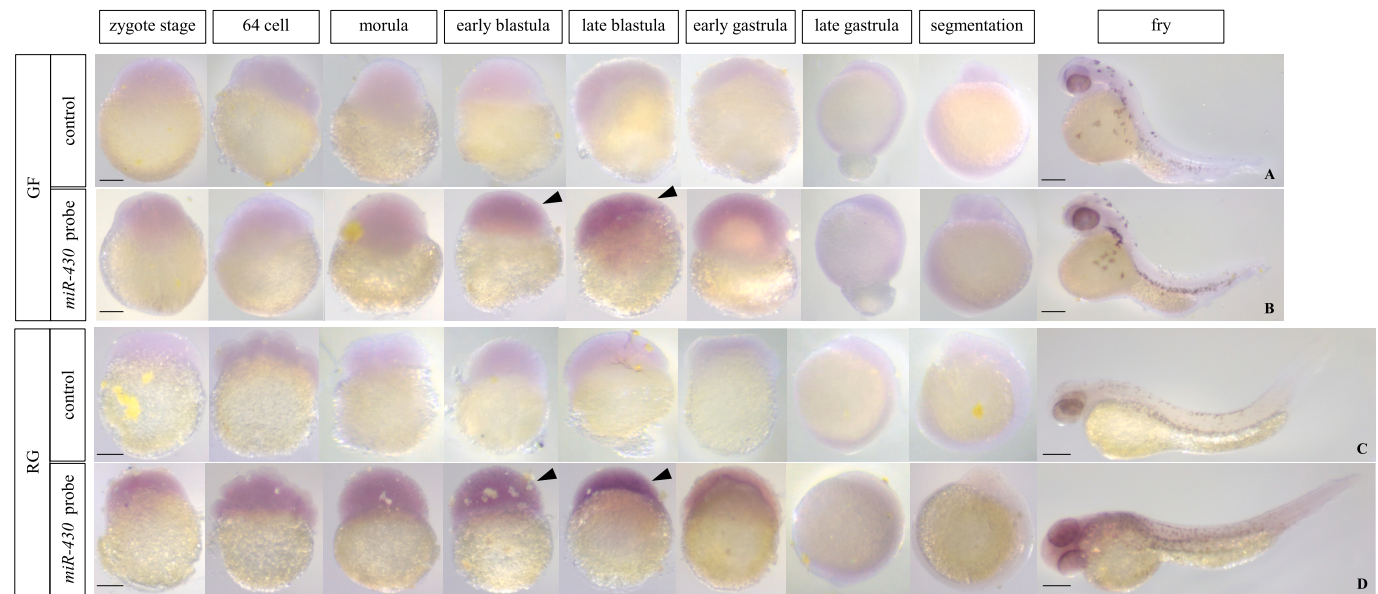 zygote stage 64 cell morula early blastula late blastula early gastrula late gastrula segmentation fry
GF
control
A
miR-430 probe
B
RG
control
C
miR-430 probe
D